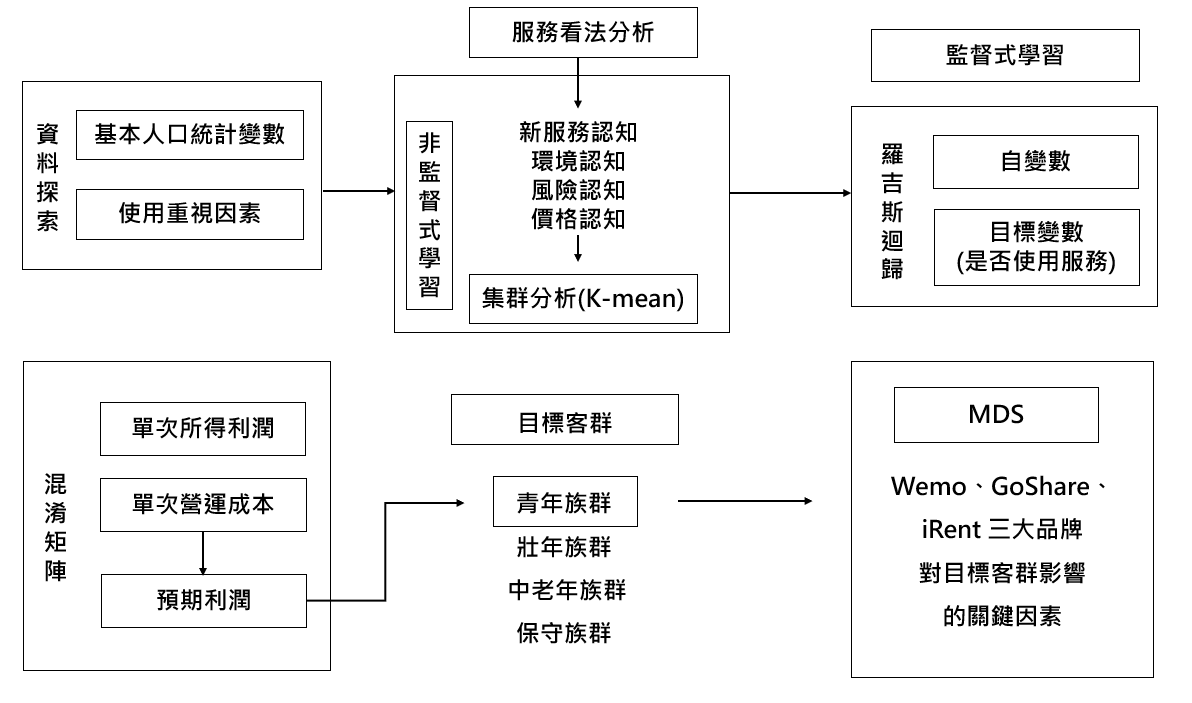 服務看法分析
監督式學習
資料探索
基本人口統計變數
使用重視因素
非監督式學習
新服務認知
環境認知
風險認知
價格認知
集群分析(K-mean)
羅吉斯迴歸
自變數
目標變數
(是否使用服務)
混淆矩陣
單次所得利潤
單次營運成本
預期利潤
目標客群
青年族群
壯年族群
中老年族群
保守族群
MDS
Wemo、GoShare、
iRent 三大品牌
對目標客群影響
的關鍵因素